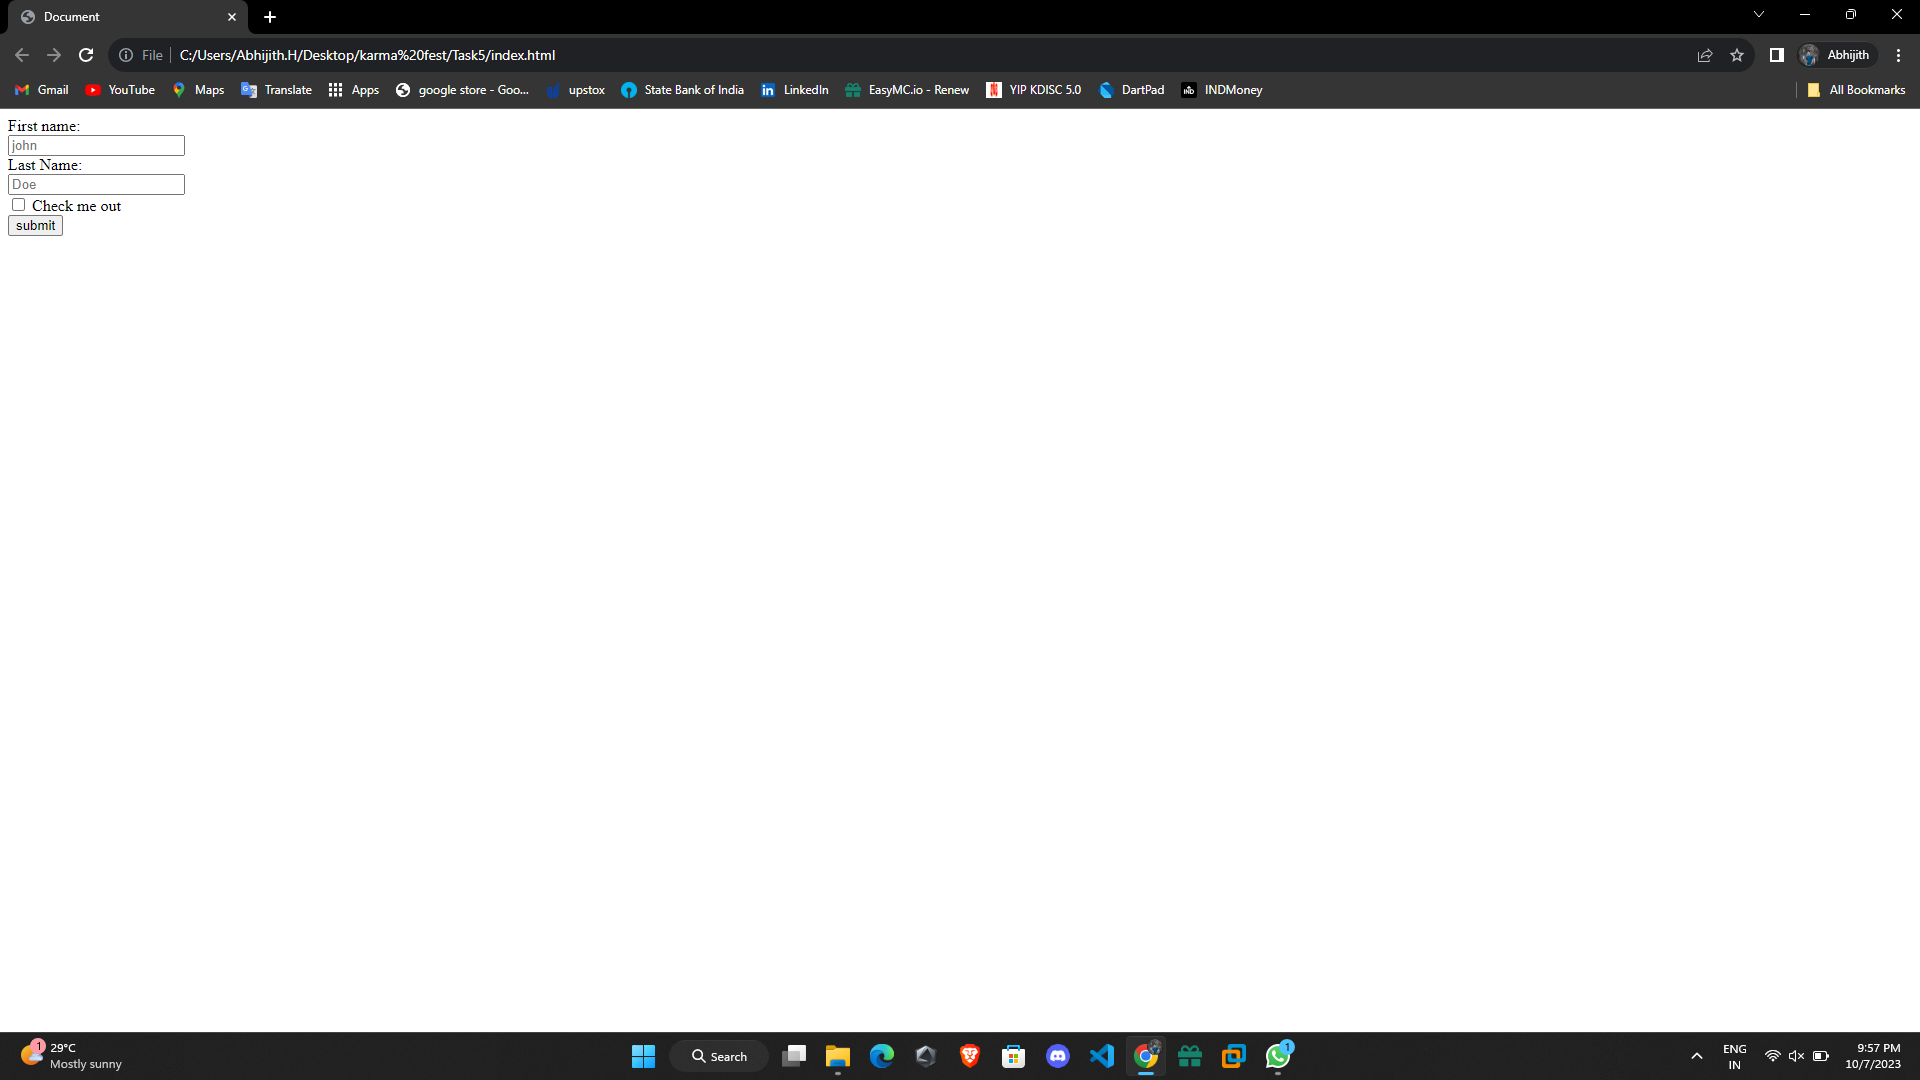 Document
File
C:/Users/Abhijith.H/Desktop/karma%20fest/Task5/index.html
Abhijith
Gmail YouTube Maps Translate Apps google store - Goo... upstox State Bank of India LinkedIn EasyMC.io - Renew YIP KDISC 5.0 DartPad INDMoney All Bookmarks
First name:
john
Last Name:
Doe
Check me out
submit
1
29°C
Mostly sunny
Search
1
ENG
IN
9:57 PM
10/7/2023